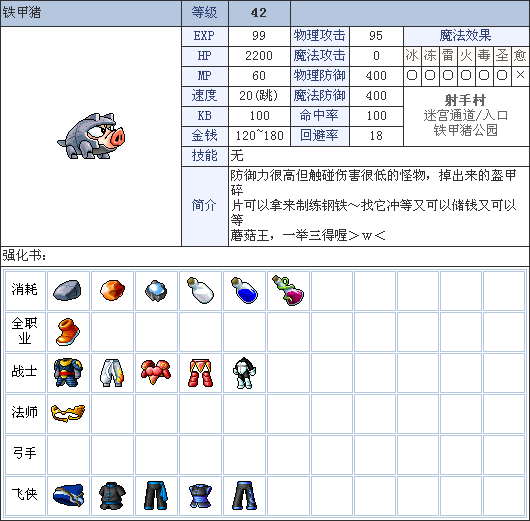 铁甲猪 等级 42
EXP 99 物理攻击 95 魔法效果
HP 2200 魔法攻击 0 冰 冻 雷 火 毒 圣 愈
MP 60 物理防御 400 ○ ○ ○ ○ ○ ○ ×
速度 20(跳) 魔法防御 400 射手村
KB 100 命中率 100 迷宫通道/入口
金钱 120~180 回避率 18 铁甲猪公园
技能 无
简介 防御力很高但触碰伤害很低的怪物，掉出来的盔甲
碎
片可以拿来制练钢铁～找它冲等又可以储钱又可以
等
蘑菇王，一举三得喔＞ｗ＜
强化书:
消耗
全职
业
战士
法师
弓手
飞侠